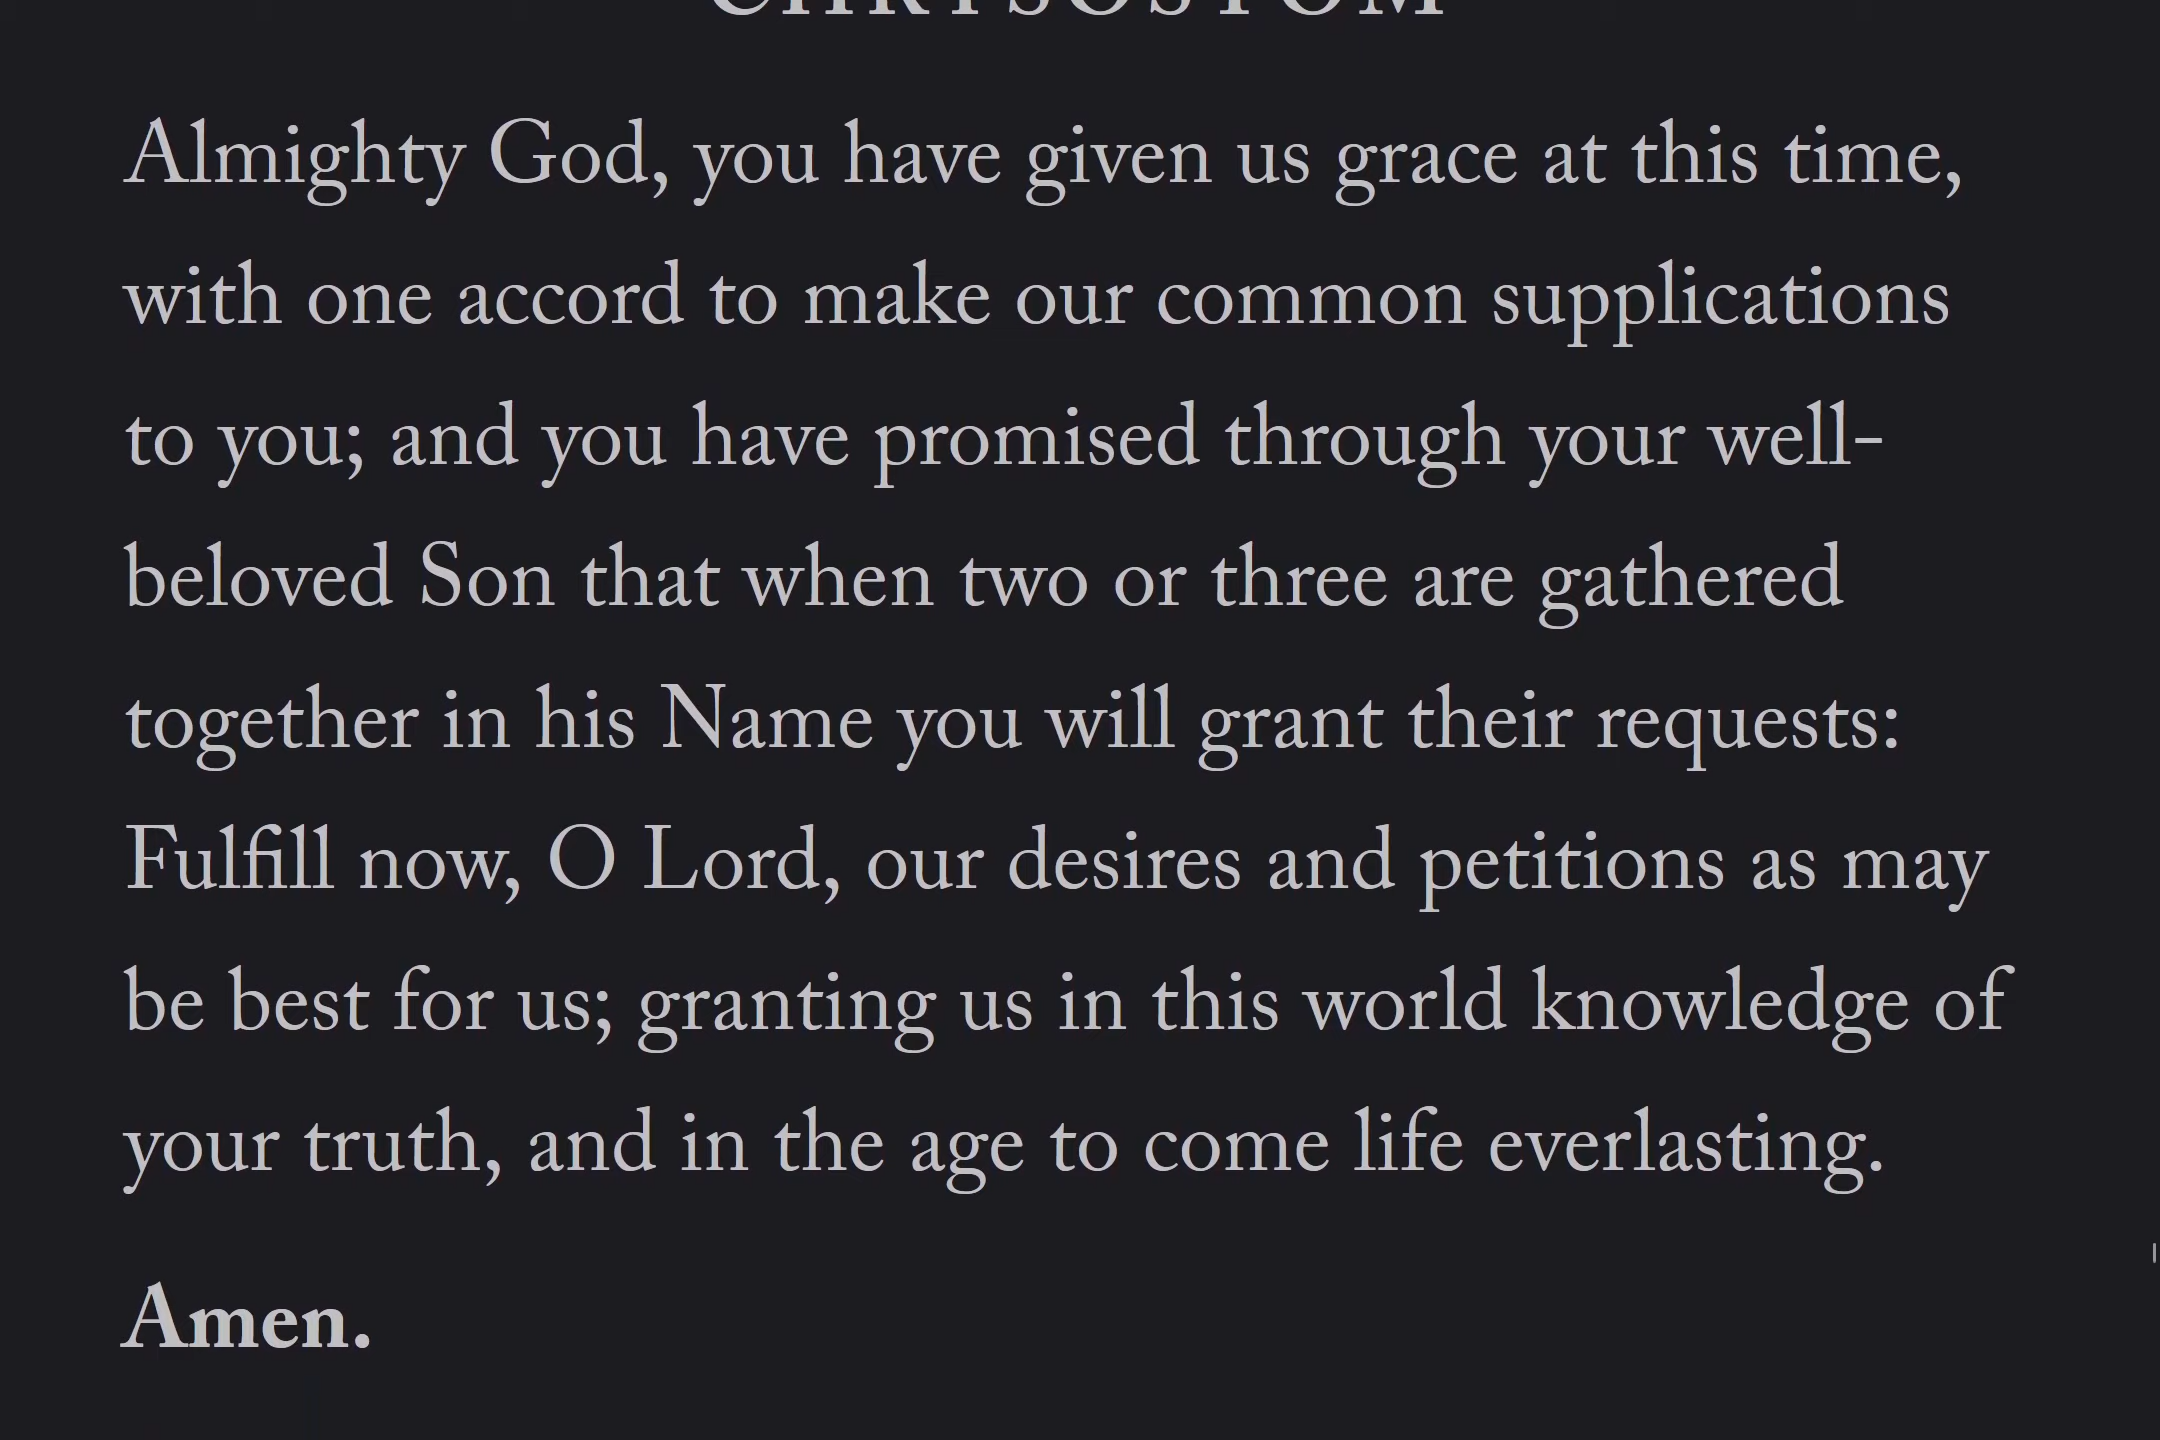 CHRYSOSTOM
Almighty God, you have given us grace at this time,
with one accord to make our common supplications
to you; and you have promised through your well-
beloved Son that when two or three are gathered
together in his Name you will grant their requests:
Fulfill now, O Lord, our desires and petitions as may
be best for us; granting us in this world knowledge of
your truth, and in the age to come life everlasting.
Amen.